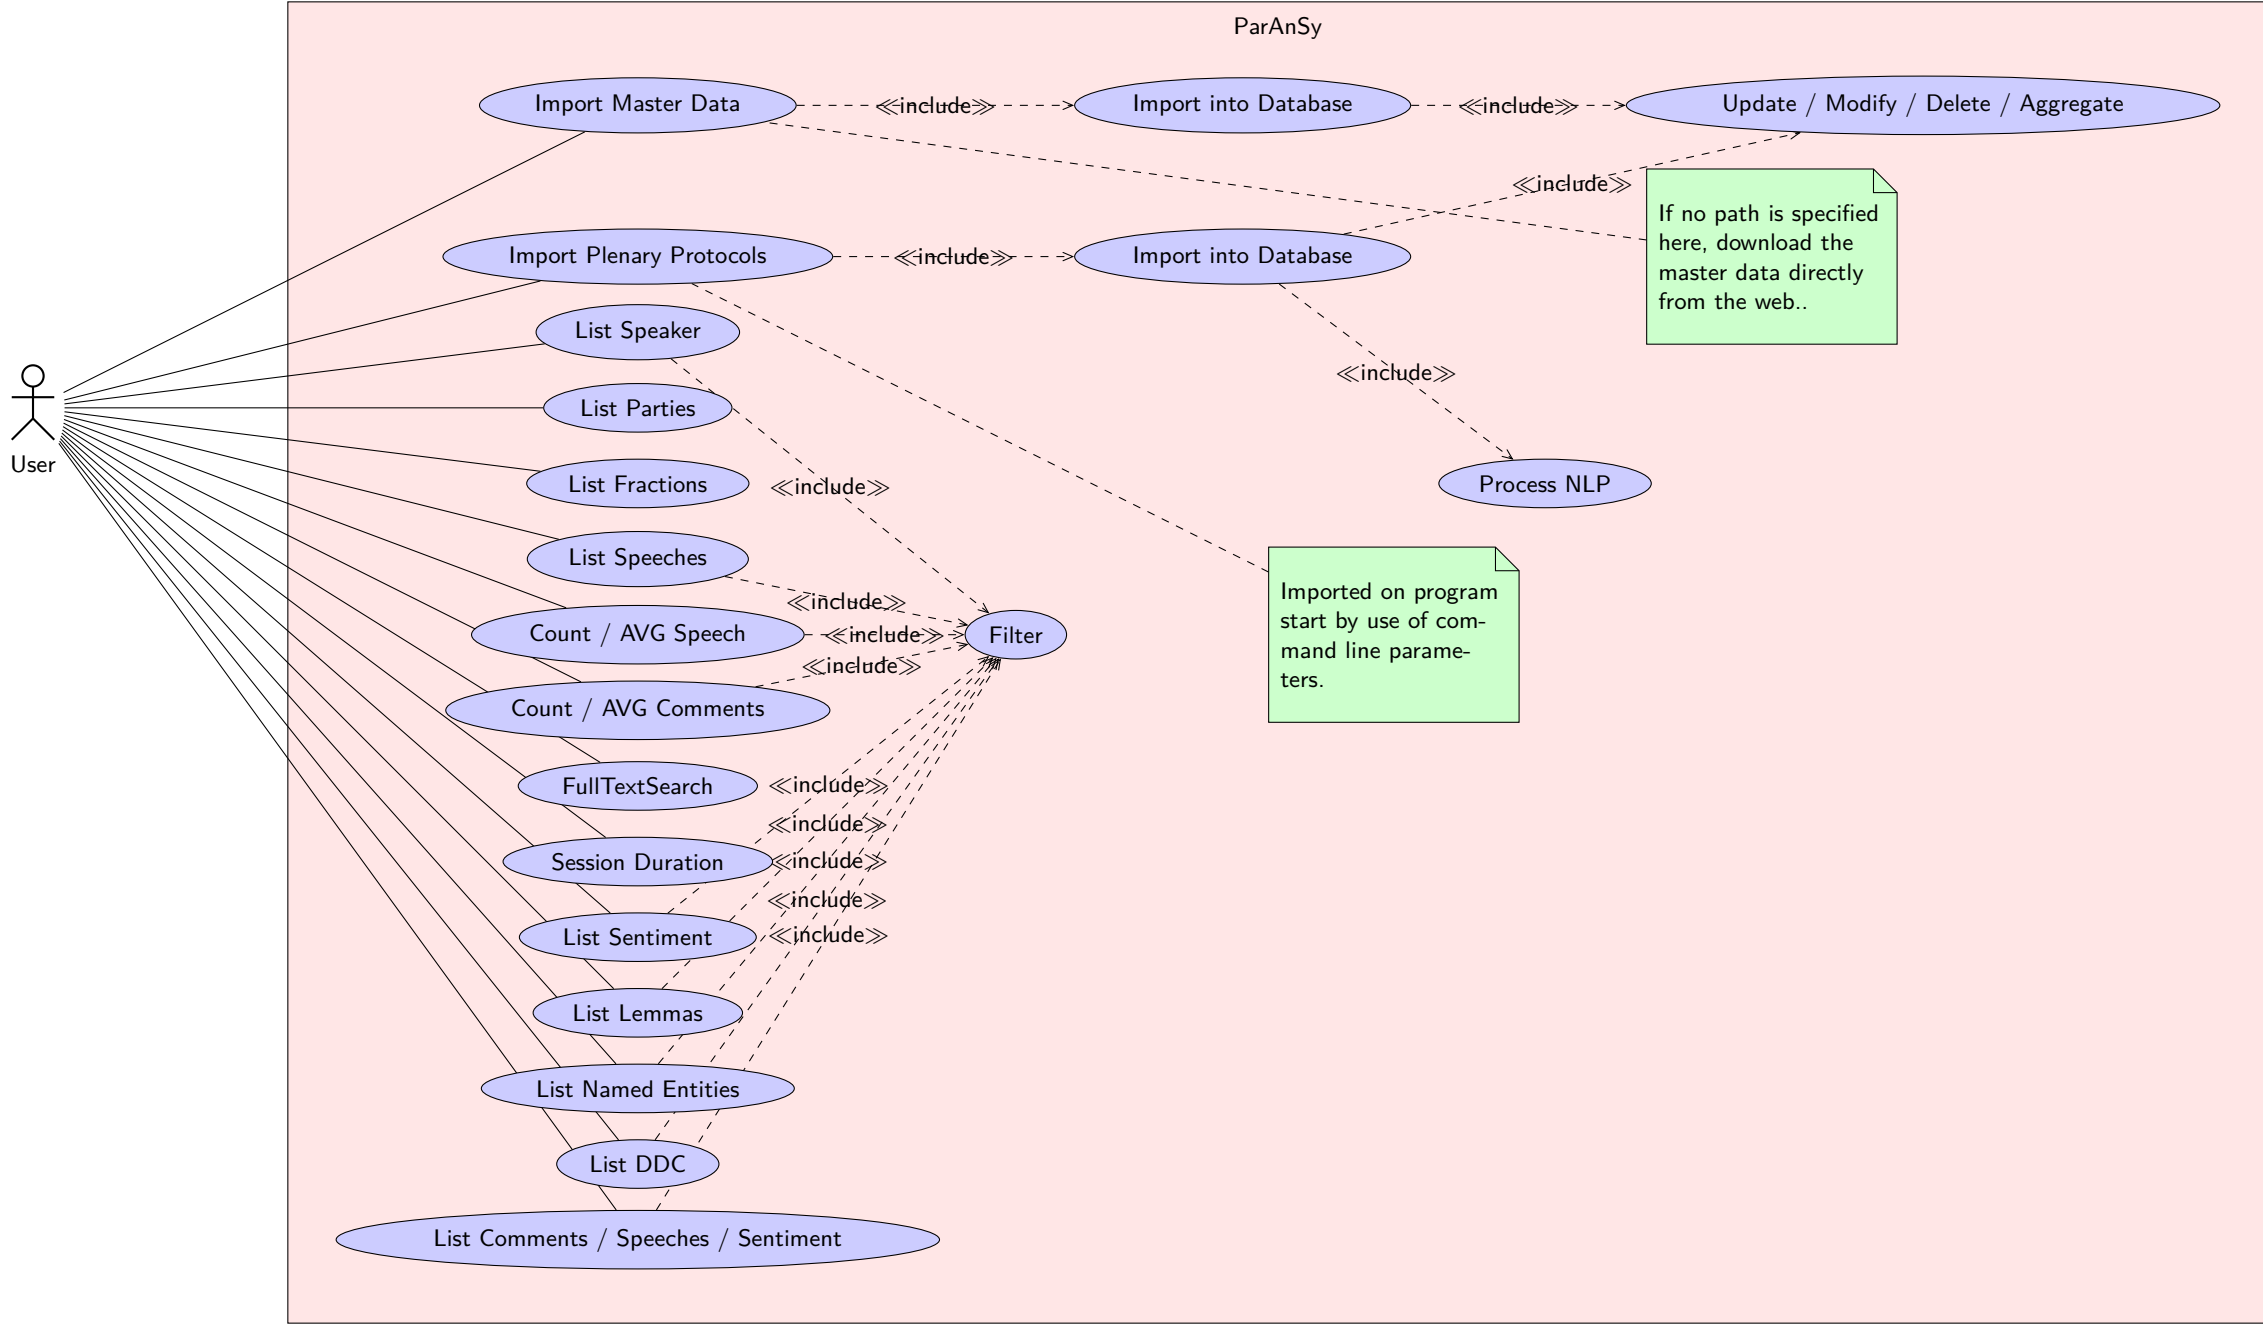 ParAnSy
Import Master Data
≪include≫
Import into Database
≪include≫
Update / Modify / Delete / Aggregate
≪include≫
If no path is specified
here, download the
master data directly
from the web..
Import Plenary Protocols
≪include≫
Import into Database
List Speaker
≪include≫
List Parties
User
List Fractions
≪include≫
Process NLP
List Speeches
≪include≫
Imported on program
start by use of com-
mand line parame-
ters.
Count / AVG Speech
≪include≫
Filter
≪include≫
Count / AVG Comments
FullTextSearch
≪include≫
≪include≫
Session Duration
≪include≫
≪include≫
List Sentiment
≪include≫
List Lemmas
List Named Entities
List DDC
List Comments / Speeches / Sentiment